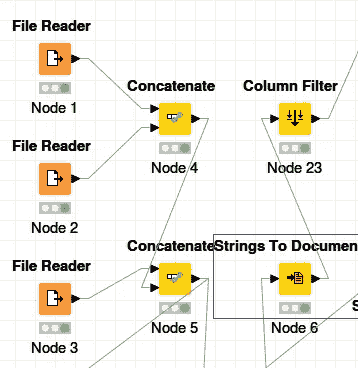 File Reader
Node 1
Concatenate
Node 4
Column Filter
Node 23
File Reader
Node 2
File Reader
Node 3
Concatenate
Node 5
Strings To Documen
Node 6
S